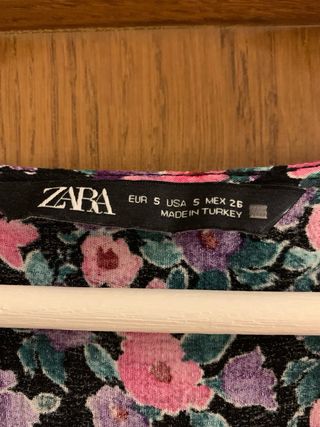 ZARA
EUR S USA S MEX 26
MADE IN TURKEY